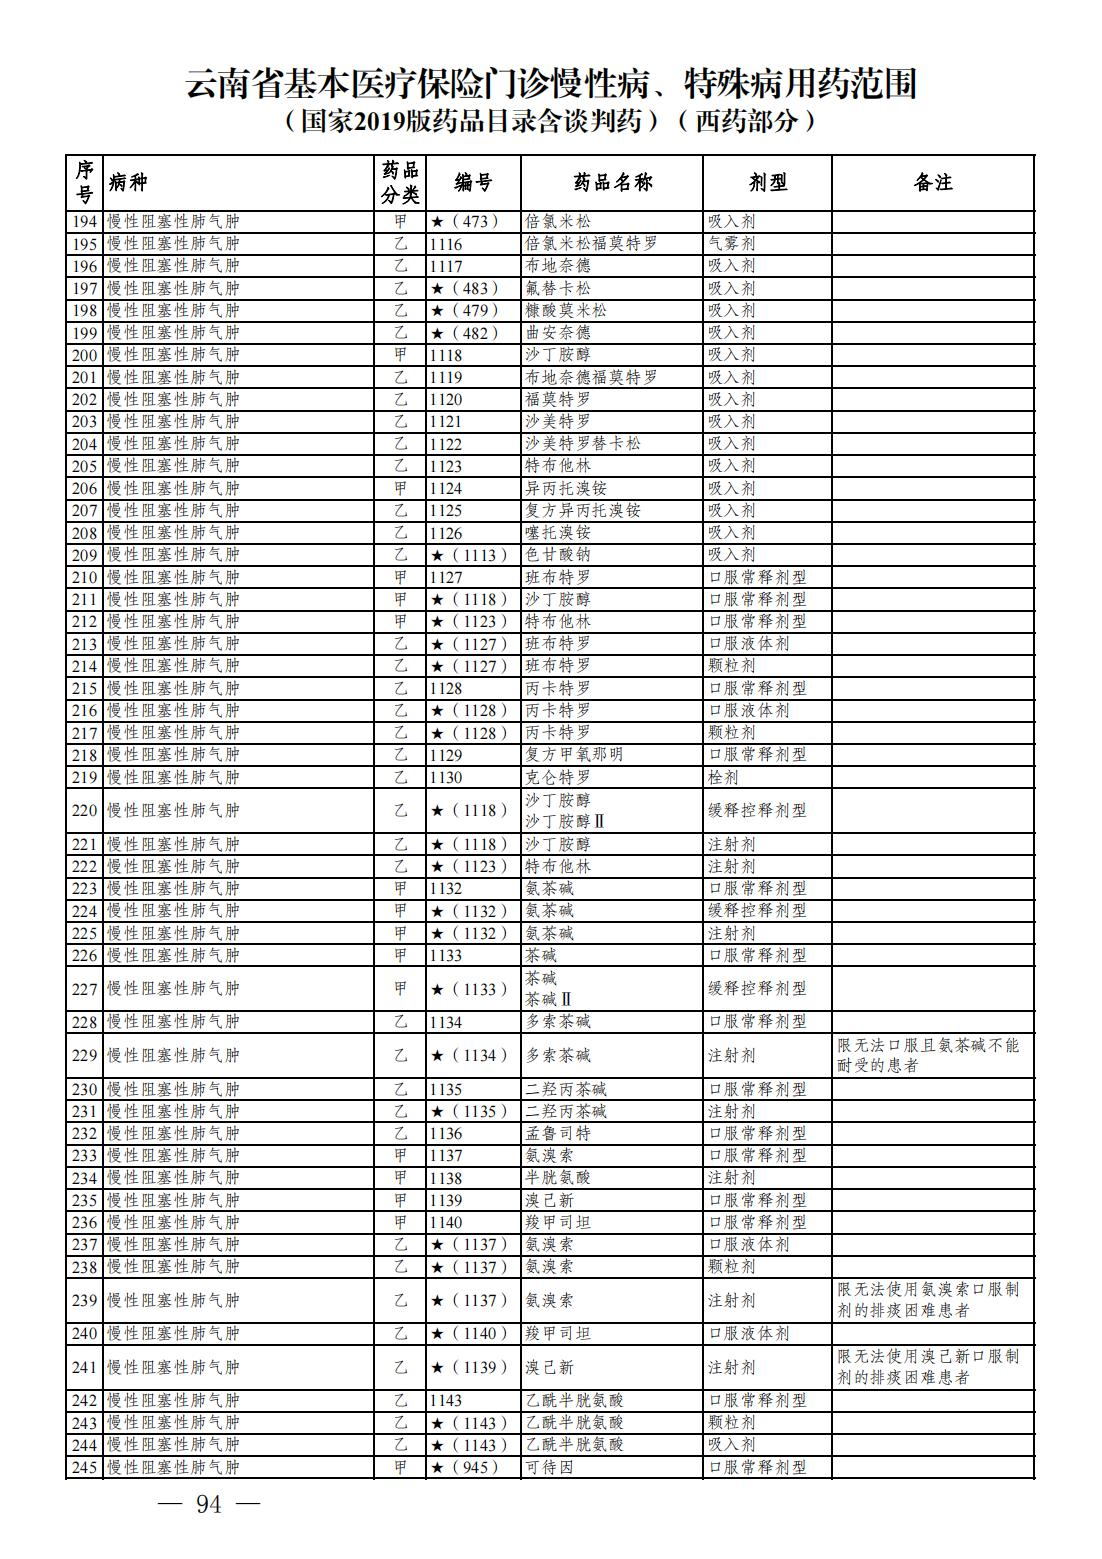 云南省基本医疗保险门诊慢性病、特殊病用药范围
（国家2019版药品目录含谈判药）（西药部分）
序号 病种 药品分类 编号 药品名称 剂型 备注
194 慢性阻塞性肺气肿 甲 ★（473） 倍氯米松 吸入剂
195 慢性阻塞性肺气肿 乙 1116 倍氯米松福莫特罗 气雾剂
196 慢性阻塞性肺气肿 乙 1117 布地奈德 吸入剂
197 慢性阻塞性肺气肿 乙 ★（483） 氟替卡松 吸入剂
198 慢性阻塞性肺气肿 乙 ★（479） 糠酸莫米松 吸入剂
199 慢性阻塞性肺气肿 乙 ★（482） 曲安奈德 吸入剂
200 慢性阻塞性肺气肿 甲 1118 沙丁胺醇 吸入剂
201 慢性阻塞性肺气肿 乙 1119 布地奈德福莫特罗 吸入剂
202 慢性阻塞性肺气肿 乙 1120 福莫特罗 吸入剂
203 慢性阻塞性肺气肿 乙 1121 沙美特罗 吸入剂
204 慢性阻塞性肺气肿 乙 1122 沙美特罗替卡松 吸入剂
205 慢性阻塞性肺气肿 乙 1123 特布他林 吸入剂
206 慢性阻塞性肺气肿 甲 1124 异丙托溴铵 吸入剂
207 慢性阻塞性肺气肿 乙 1125 复方异丙托溴铵 吸入剂
208 慢性阻塞性肺气肿 乙 1126 噻托溴铵 吸入剂
209 慢性阻塞性肺气肿 乙 ★（1113） 色甘酸钠 吸入剂
210 慢性阻塞性肺气肿 甲 1127 班布特罗 口服常释剂型
211 慢性阻塞性肺气肿 甲 ★（1118） 沙丁胺醇 口服常释剂型
212 慢性阻塞性肺气肿 甲 ★（1123） 特布他林 口服常释剂型
213 慢性阻塞性肺气肿 乙 ★（1127） 班布特罗 口服液体剂
214 慢性阻塞性肺气肿 乙 ★（1127） 班布特罗 颗粒剂
215 慢性阻塞性肺气肿 乙 1128 丙卡特罗 口服常释剂型
216 慢性阻塞性肺气肿 乙 ★（1128） 丙卡特罗 口服液体剂
217 慢性阻塞性肺气肿 乙 ★（1128） 丙卡特罗 颗粒剂
218 慢性阻塞性肺气肿 乙 1129 复方甲氧那明 口服常释剂型
219 慢性阻塞性肺气肿 乙 1130 克仑特罗 栓剂
220 慢性阻塞性肺气肿 乙 ★（1118） 沙丁胺醇 沙丁胺醇Ⅱ 缓释控释剂型
221 慢性阻塞性肺气肿 乙 ★（1118） 沙丁胺醇 注射剂
222 慢性阻塞性肺气肿 乙 ★（1123） 特布他林 注射剂
223 慢性阻塞性肺气肿 甲 1132 氨茶碱 口服常释剂型
224 慢性阻塞性肺气肿 甲 ★（1132） 氨茶碱 缓释控释剂型
225 慢性阻塞性肺气肿 甲 ★（1132） 氨茶碱 注射剂
226 慢性阻塞性肺气肿 甲 1133 茶碱 口服常释剂型
227 慢性阻塞性肺气肿 甲 ★（1133） 茶碱 茶碱Ⅱ 缓释控释剂型
228 慢性阻塞性肺气肿 乙 1134 多索茶碱 口服常释剂型
229 慢性阻塞性肺气肿 乙 ★（1134） 多索茶碱 注射剂 限无法口服且氨茶碱不能耐受的患者
230 慢性阻塞性肺气肿 乙 1135 二羟丙茶碱 口服常释剂型
231 慢性阻塞性肺气肿 乙 ★（1135） 二羟丙茶碱 注射剂
232 慢性阻塞性肺气肿 乙 1136 孟鲁司特 口服常释剂型
233 慢性阻塞性肺气肿 甲 1137 氨溴索 口服常释剂型
234 慢性阻塞性肺气肿 甲 1138 半胱氨酸 注射剂
235 慢性阻塞性肺气肿 甲 1139 溴己新 口服常释剂型
236 慢性阻塞性肺气肿 甲 1140 羧甲司坦 口服常释剂型
237 慢性阻塞性肺气肿 乙 ★（1137） 氨溴索 口服液体剂
238 慢性阻塞性肺气肿 乙 ★（1137） 氨溴索 颗粒剂
239 慢性阻塞性肺气肿 乙 ★（1137） 氨溴索 注射剂 限无法使用氨溴索口服制剂的排痰困难患者
240 慢性阻塞性肺气肿 乙 ★（1140） 羧甲司坦 口服液体剂
241 慢性阻塞性肺气肿 乙 ★（1139） 溴己新 注射剂 限无法使用溴己新口服制剂的排痰困难患者
242 慢性阻塞性肺气肿 乙 1143 乙酰半胱氨酸 口服常释剂型
243 慢性阻塞性肺气肿 乙 ★（1143） 乙酰半胱氨酸 颗粒剂
244 慢性阻塞性肺气肿 乙 ★（1143） 乙酰半胱氨酸 吸入剂
245 慢性阻塞性肺气肿 甲 ★（945） 可待因 口服常释剂型
— 94 —